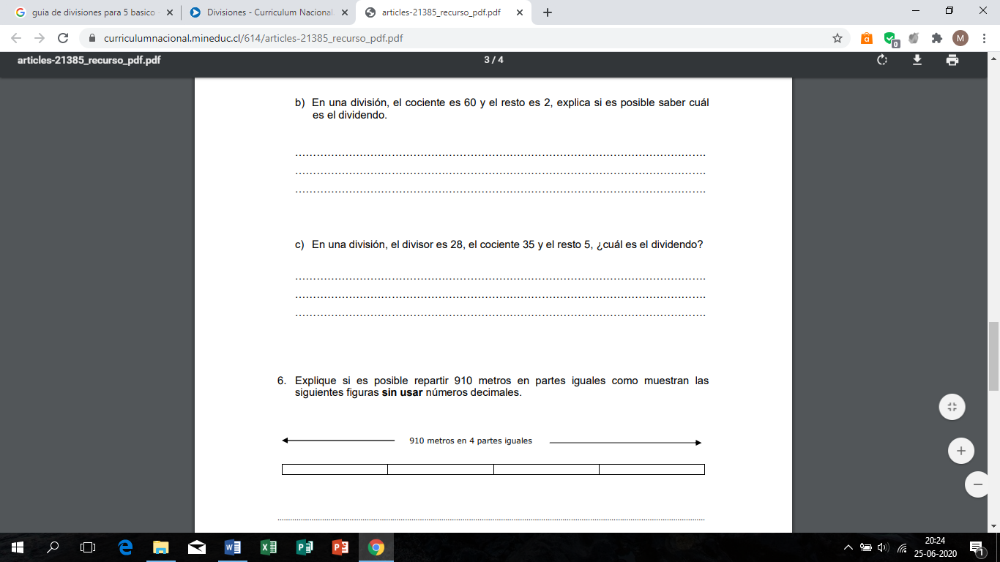 guia de divisiones para 5 basico
Divisiones - Curriculum Nacional.
articles-21385_recurso_pdf.pdf
curriculumnacional.mineduc.cl/614/articles-21385_recurso_pdf.pdf
0
M
articles-21385_recurso_pdf.pdf
3 / 4
b) En una división, el cociente es 60 y el resto es 2, explica si es posible saber cuál
es el dividendo.
c) En una división, el divisor es 28, el cociente 35 y el resto 5, ¿cuál es el dividendo?
6. Explique si es posible repartir 910 metros en partes iguales como muestran las
siguientes figuras sin usar números decimales.
910 metros en 4 partes iguales
20:24
25-06-2020
1